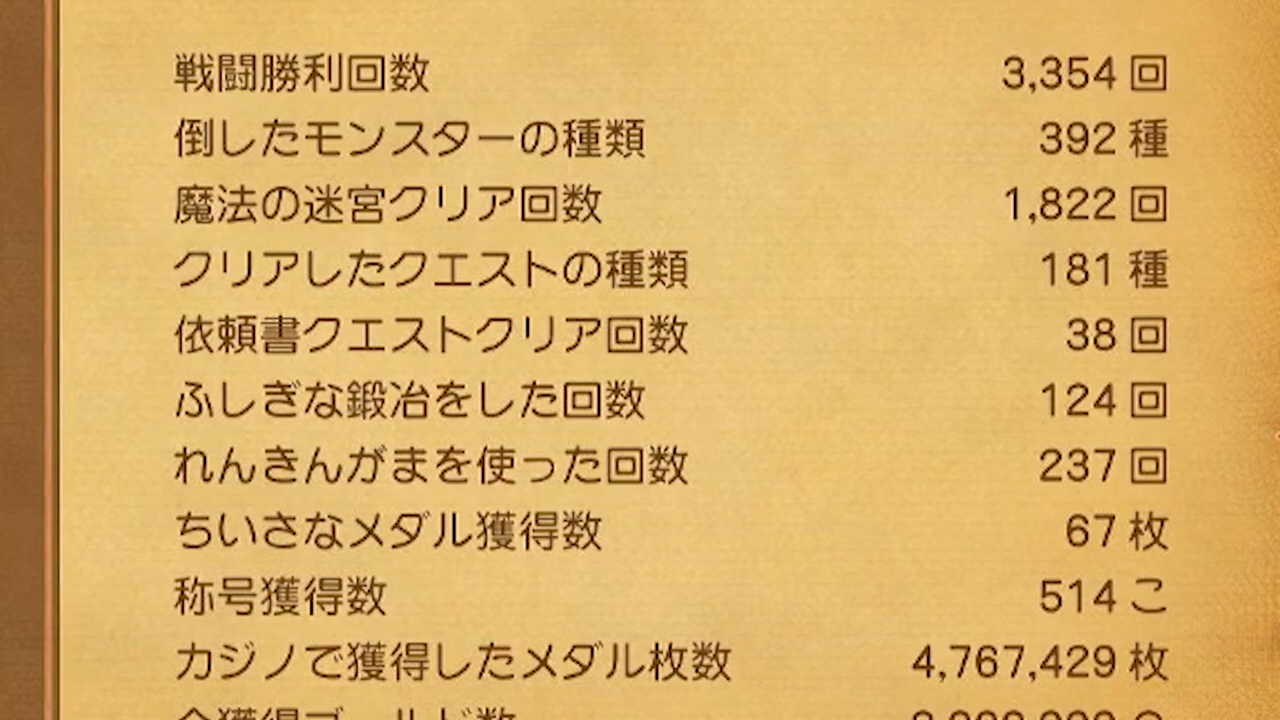 戦闘勝利回数 3,354 回
倒したモンスターの種類 392 種
魔法の迷宮クリア回数 1,822 回
クリアしたクエストの種類 181 種
依頼書クエストクリア回数 38 回
ふしぎな鍛冶をした回数 124 回
れんきんがまを使った回数 237 回
ちいさなメダル獲得数 67 枚
称号獲得数 514 こ
カジノで獲得したメダル枚数 4,767,429 枚